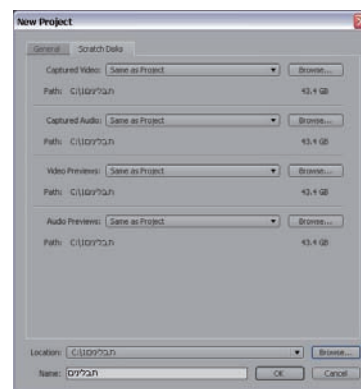 New Project
General Scratch Disks
Captured Video: Same as Project Browse...
Path: 43.4 GB
Captured Audio: Same as Project Browse...
Path: 43.4 GB
Video Previews: Same as Project Browse...
Path: 43.4 GB
Audio Previews: Same as Project Browse...
Path: 43.4 GB
Location: Browse...
Name: תבלינים OK Cancel